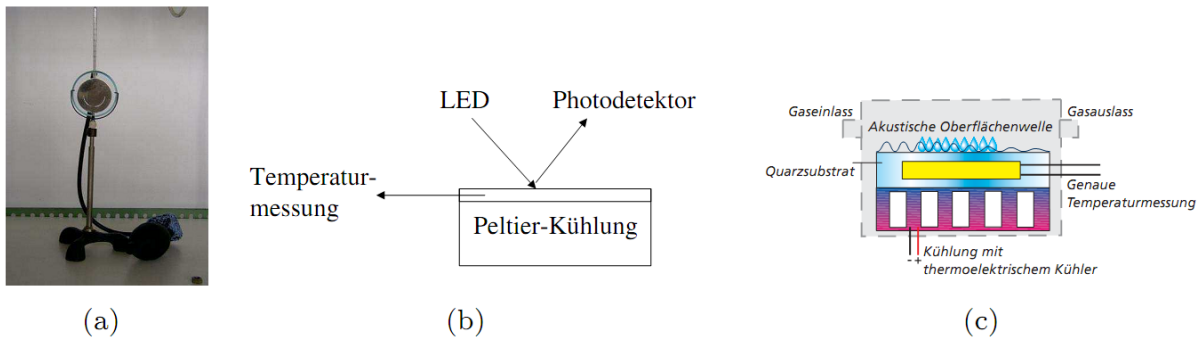 LED
Photodetektor
Temperatur-
messung
Peltier-Kühlung
Gaseinlass
Gasauslass
Akustische Oberflächenwelle
Quarzsubstrat
Genaue
Temperaturmessung
- +
Kühlung mit
thermoelektrischem Kühler
(a)
(b)
(c)